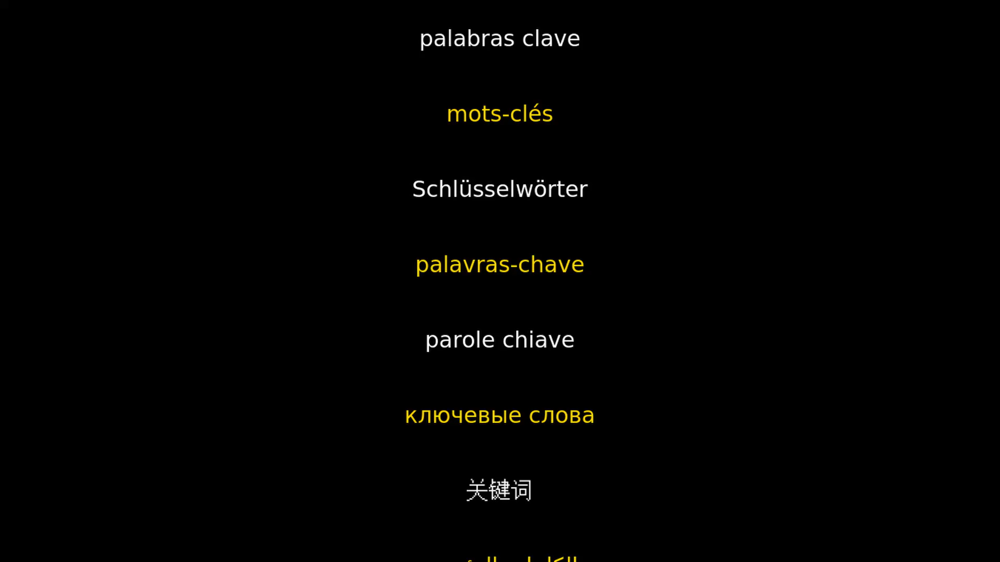 palabras clave
mots-clés
Schlüsselwörter
palavras-chave
parole chiave
ключевые слова
关键词